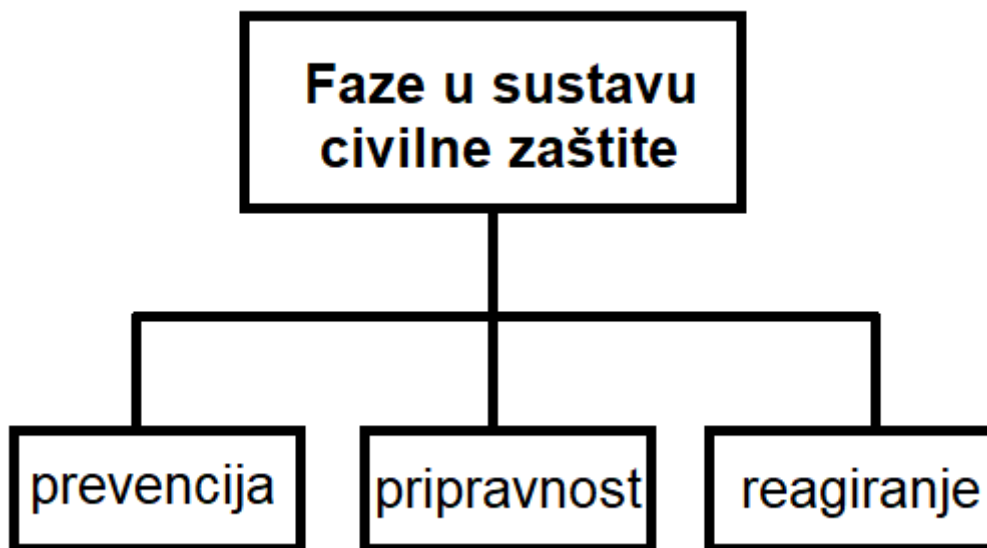 Faze u sustavu
civilne zaštite
prevencija
pripravnost
reagiranje